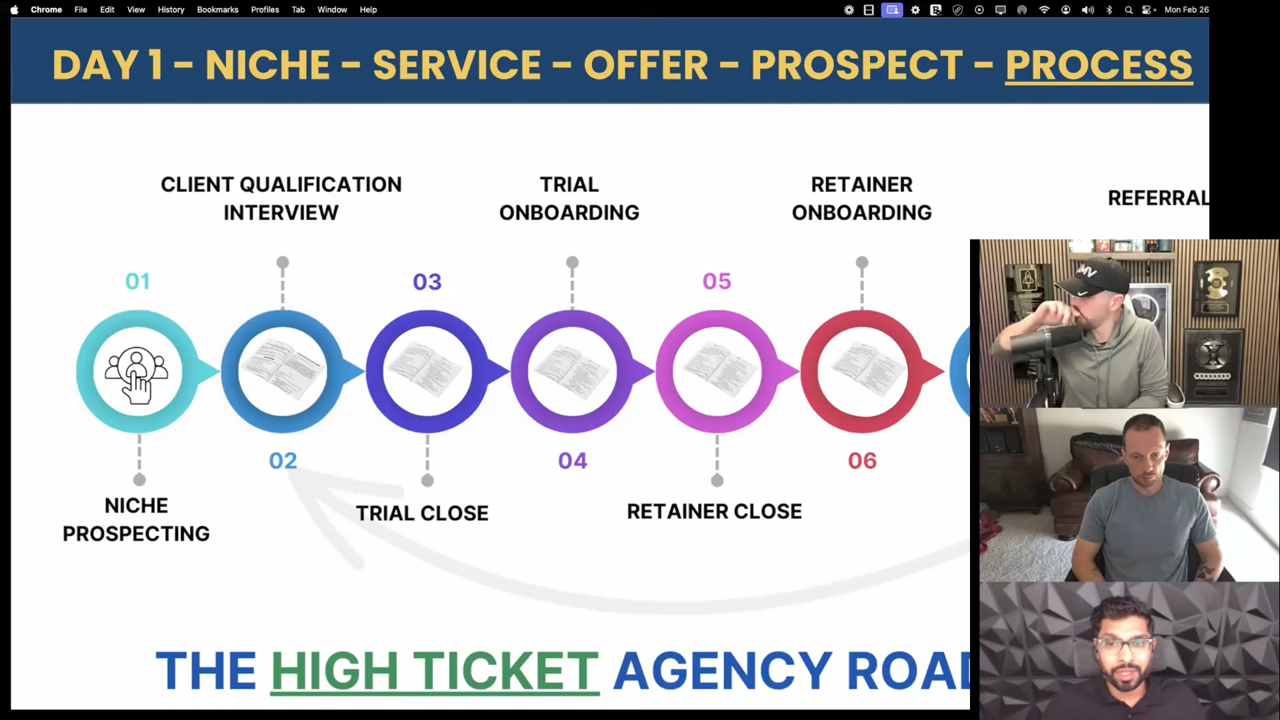 Chrome File Edit View History Bookmarks Profiles Tab Window Help Mon Feb 26
DAY 1 - NICHE - SERVICE - OFFER - PROSPECT - PROCESS
CLIENT QUALIFICATION
INTERVIEW
TRIAL
ONBOARDING
RETAINER
ONBOARDING
REFERRAL
01
03
05
02
04
06
NICHE
PROSPECTING
TRIAL CLOSE
RETAINER CLOSE
THE HIGH TICKET AGENCY ROAD